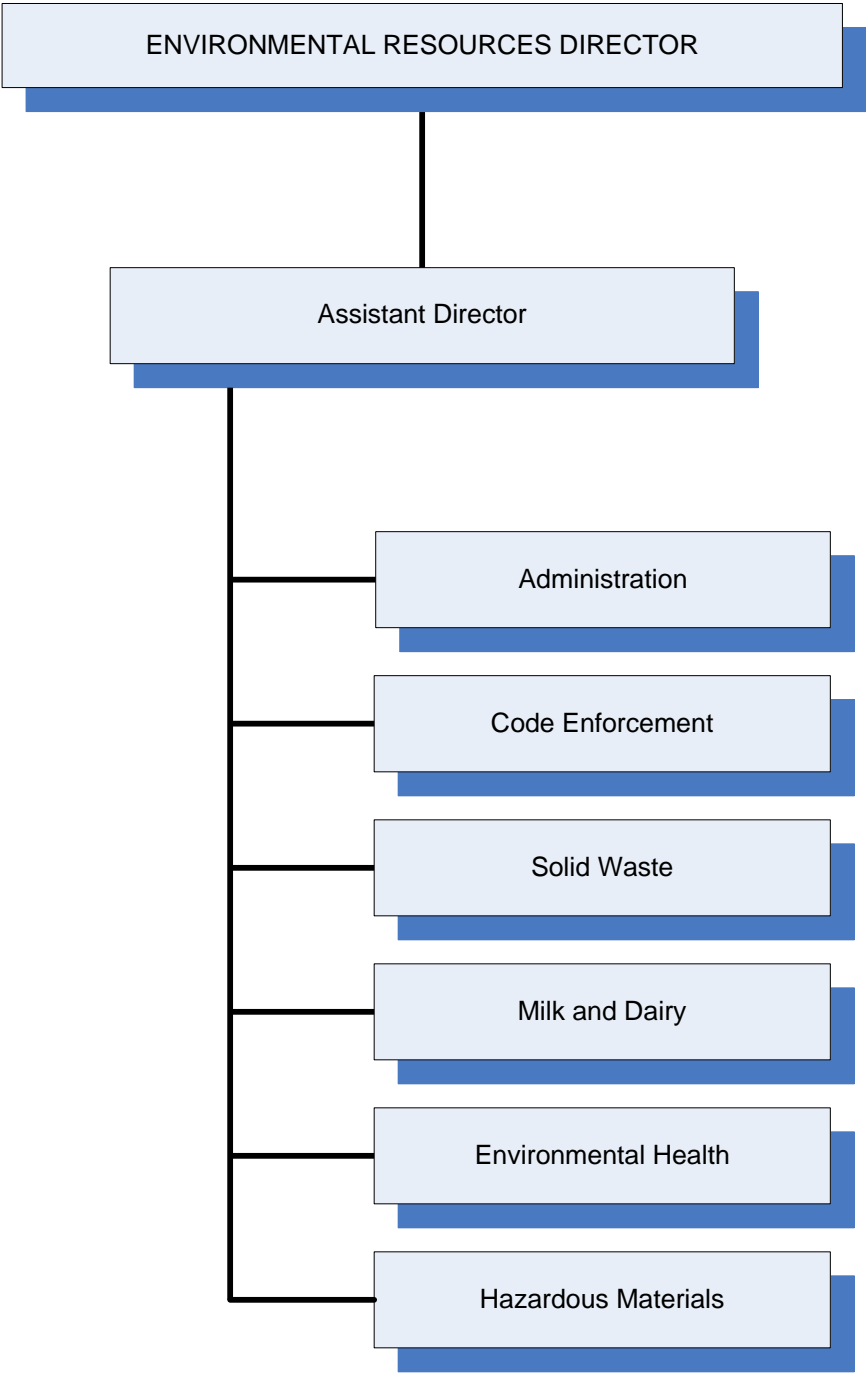 ENVIRONMENTAL RESOURCES DIRECTOR
Assistant Director
Administration
Code Enforcement
Solid Waste
Milk and Dairy
Environmental Health
Hazardous Materials